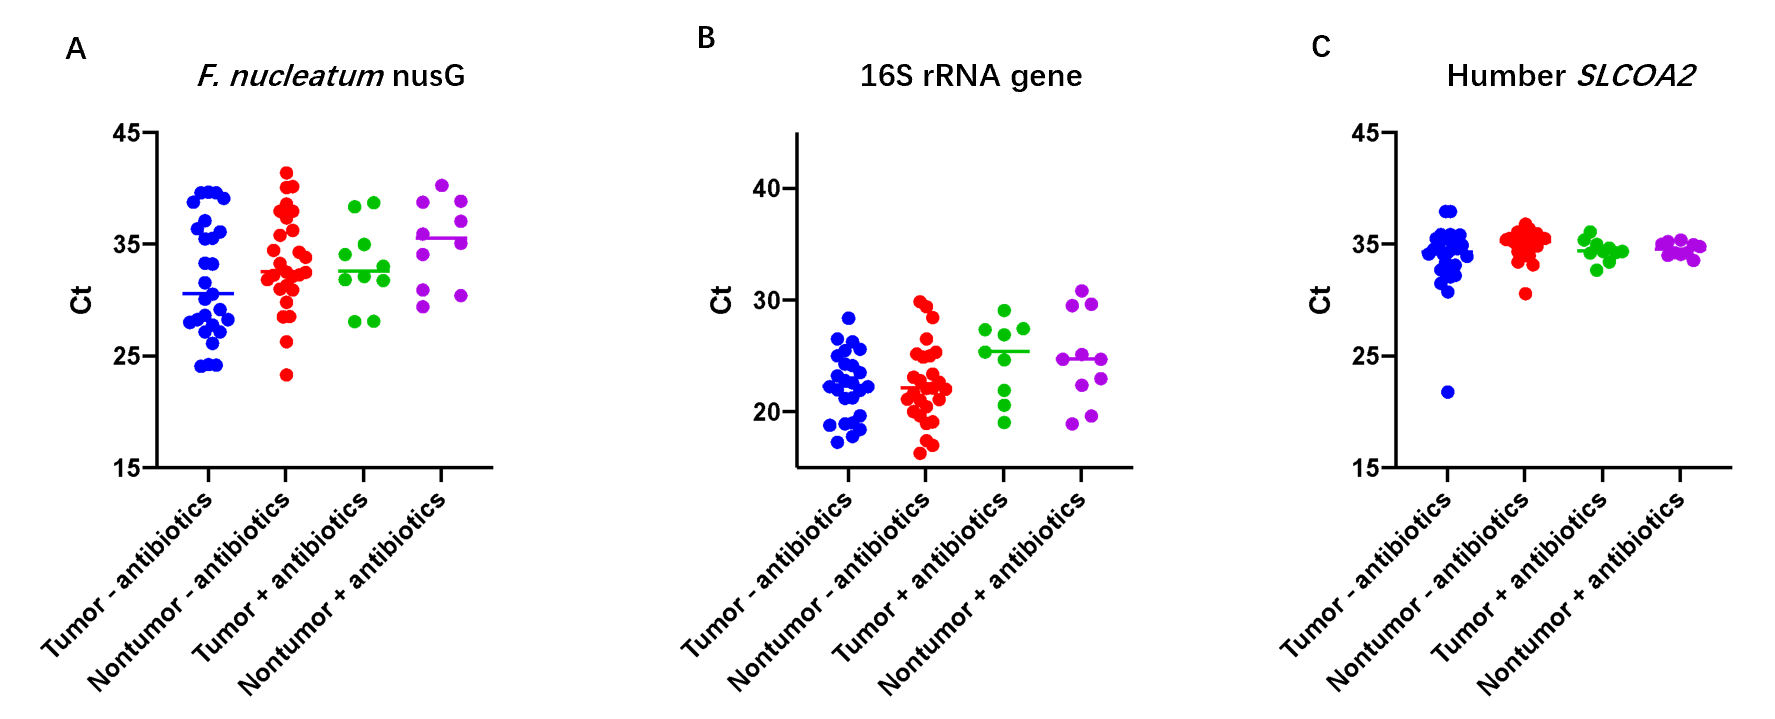 A
F. nucleatum nusG
45
35
25
15
Ct
Tumor - antibiotics
Nontumor - antibiotics
Tumor + antibiotics
Nontumor + antibiotics
B
16S rRNA gene
40
30
20
Ct
Tumor - antibiotics
Nontumor - antibiotics
Tumor + antibiotics
Nontumor + antibiotics
C
Humber SLCOA2
45
35
25
15
Ct
Tumor - antibiotics
Nontumor - antibiotics
Tumor + antibiotics
Nontumor + antibiotics